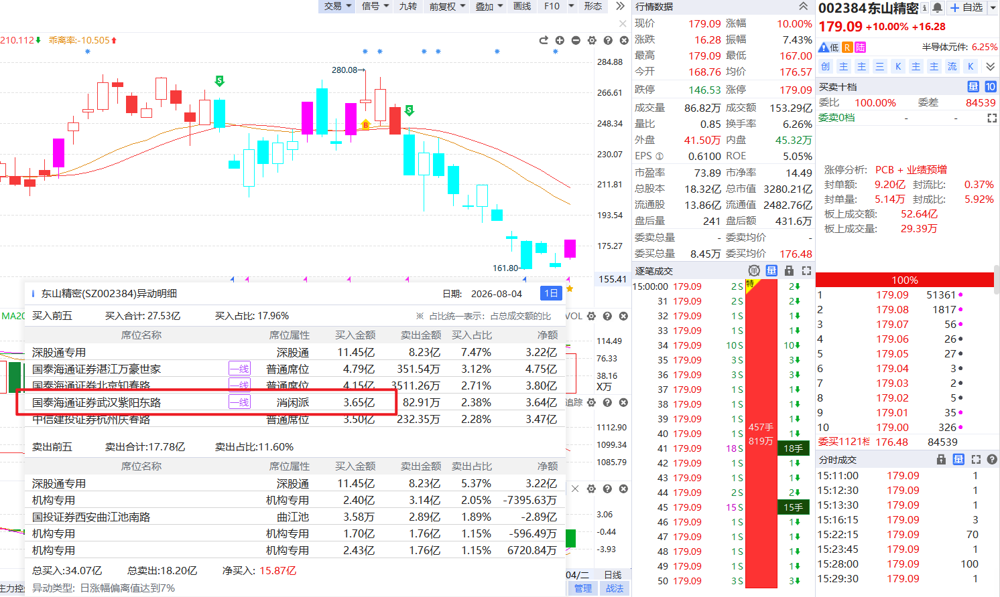 交易 信号 九转 前复权 叠加 画线 F10 形态
210.112 乖离率:-10.505
280.08
161.80
284.88
266.61
248.34
230.07
211.81
193.54
175.27
155.41
S
B
S
东山精密(SZ002384)异动明细 日期: 2026-08-04 1日
买入前五 买入合计: 27.53亿 买入占比: 17.96% ※ 占比统一表示: 占总成交额的比
席位名称 席位属性 买入金额 卖出金额 买入占比 净额
深股通专用 深股通 11.45亿 8.23亿 7.47% 3.22亿
国泰海通证券湛江万豪世家 一线 普通席位 4.79亿 351.54万 3.12% 4.75亿
国泰海通证券北京知春路 一线 普通席位 4.15亿 3511.26万 2.71% 3.80亿
国泰海通证券武汉紫阳东路 一线 消闲派 3.65亿 82.91万 2.38% 3.64亿
中信建投证券杭州庆春路 普通席位 3.50亿 232.35万 2.28% 3.47亿
卖出前五 卖出合计:17.78亿 卖出占比:11.60%
席位名称 席位属性 买入金额 卖出金额 卖出占比 净额
深股通专用 深股通 11.45亿 8.23亿 5.37% 3.22亿
机构专用 机构专用 2.40亿 3.14亿 2.05% -7395.63万
国投证券西安曲江池南路 曲江池 3.58万 2.89亿 1.89% -2.89亿
机构专用 机构专用 1.70亿 1.76亿 1.15% -596.49万
机构专用 机构专用 2.43亿 1.76亿 1.15% 6720.84万
总买入:34.07亿 总卖出:18.20亿 净买入: 15.87亿
异动类型: 日涨幅偏离值达到7%
MA20
VOL
114.49
76.33
38.16
X万
追踪
1112.90
1099.34
1085.79
3.06
-0.44
-3.93
04/二 日线
主力控 管理 战法
行情数据
现价 179.09 涨幅 10.00%
涨跌 16.28 振幅 7.43%
最高 179.09 最低 167.00
今开 168.76 均价 176.57
跌停 146.53 涨停 179.09
成交量 86.82万 成交额 153.29亿
量比 0.85 换手率 6.26%
外盘 41.50万 内盘 45.32万
EPS ① 0.6100 ROE 5.05%
市盈率 73.89 市净率 14.49
总股本 18.32亿 总市值 3280.21亿
流通股 13.86亿 流通值 2482.76亿
盘后量 241 盘后额 431.6万
委卖总量 - 委卖均价 -
委买总量 8.45万 委买均价 176.48
逐笔成交 单 量
15:00:00 179.09 2S 特 2
31 179.09 2S 2
32 179.09 1S 1
33 179.09 1S 1
34 179.09 10S 10
35 179.09 3S 3
36 179.09 3S 3
37 179.09 1S 1
38 179.09 1S 1
39 179.09 1S 1
40 179.09 1S 457手 1
41 179.09 18S 819万 18手
42 179.09 1S 1
43 179.09 1S 1
44 179.09 2S 2
45 179.09 15S 15手
46 179.09 1S 1
47 179.09 1S 1
48 179.09 1S 1
49 179.09 1S 1
50 179.09 3S 3
002384 东山精密 自选
179.09 +10.00% +16.28
低 R 陆 半导体元件: 6.25%
创 主 主 三 K 主 主 流 K
买卖十档 量 10
委比 100.00% 委差 84539
委卖0档 - -
涨停分析: PCB + 业绩预增
封单额: 9.20亿 封流比: 0.37%
封单量: 5.14万 封成比: 5.92%
板上成交额: 52.64亿
板上成交量: 29.39万
100%
1 179.09 51361
2 179.08 1817
3 179.07 56
4 179.06 26
5 179.05 27
6 179.04 3
7 179.03 2
8 179.02 5
9 179.01 35
10 179.00 326
委买1121档 176.48 84539
分时成交 量
15:11:00 179.09 1
15:12:30 179.09 1
15:13:30 179.09 1
15:16:15 179.09 3
15:22:15 179.09 70
15:23:45 179.09 1
15:28:00 179.09 100
15:29:30 179.09 1